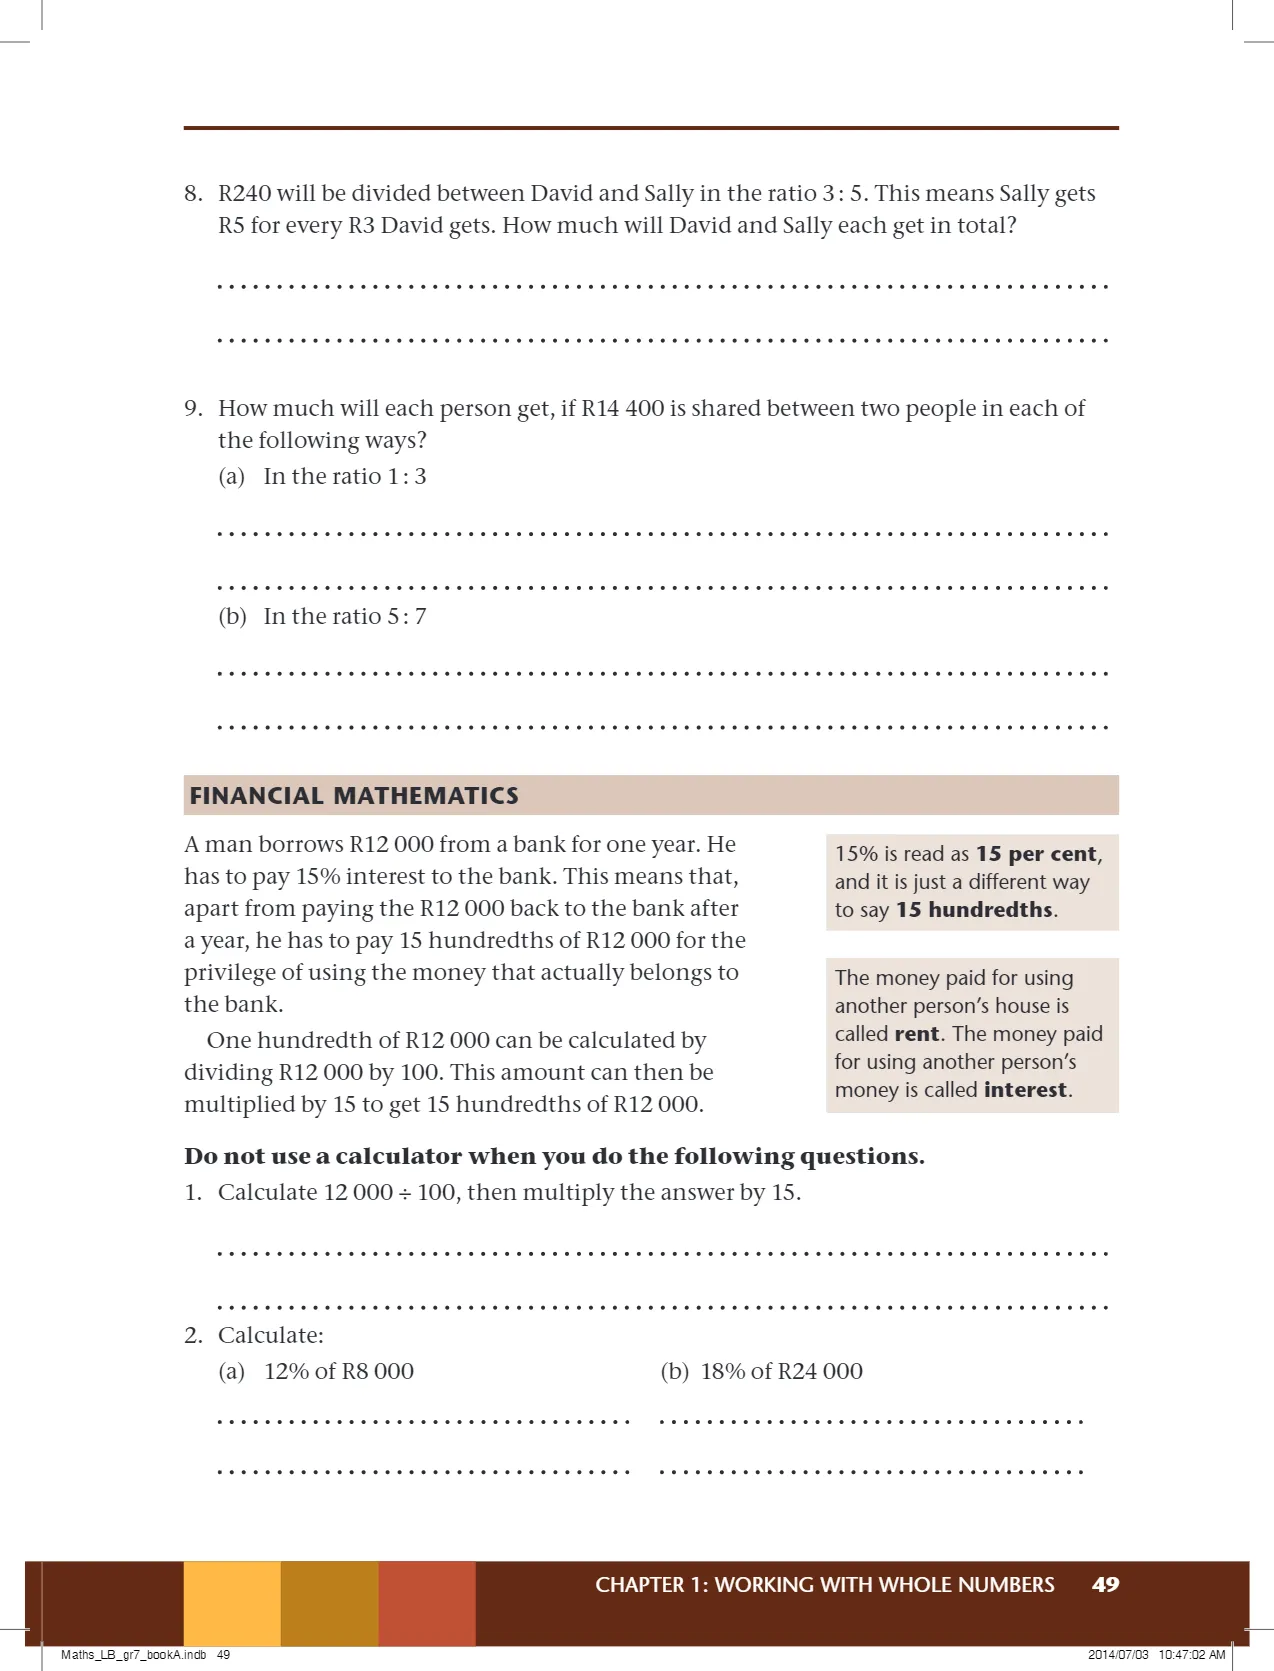 8. R240 will be divided between David and Sally in the ratio 3 : 5. This means Sally gets
R5 for every R3 David gets. How much will David and Sally each get in total?
9. How much will each person get, if R14 400 is shared between two people in each of
the following ways?
(a) In the ratio 1 : 3
(b) In the ratio 5 : 7
FINANCIAL MATHEMATICS
A man borrows R12 000 from a bank for one year. He
has to pay 15% interest to the bank. This means that,
apart from paying the R12 000 back to the bank after
a year, he has to pay 15 hundredths of R12 000 for the
privilege of using the money that actually belongs to
the bank.
One hundredth of R12 000 can be calculated by
dividing R12 000 by 100. This amount can then be
multiplied by 15 to get 15 hundredths of R12 000.
15% is read as 15 per cent,
and it is just a different way
to say 15 hundredths.
The money paid for using
another person’s house is
called rent. The money paid
for using another person’s
money is called interest.
Do not use a calculator when you do the following questions.
1. Calculate 12 000 ÷ 100, then multiply the answer by 15.
2. Calculate:
(a) 12% of R8 000 (b) 18% of R24 000
CHAPTER 1: WORKING WITH WHOLE NUMBERS 49
Maths_LB_gr7_bookA.indb 49 2014/07/03 10:47:02 AM